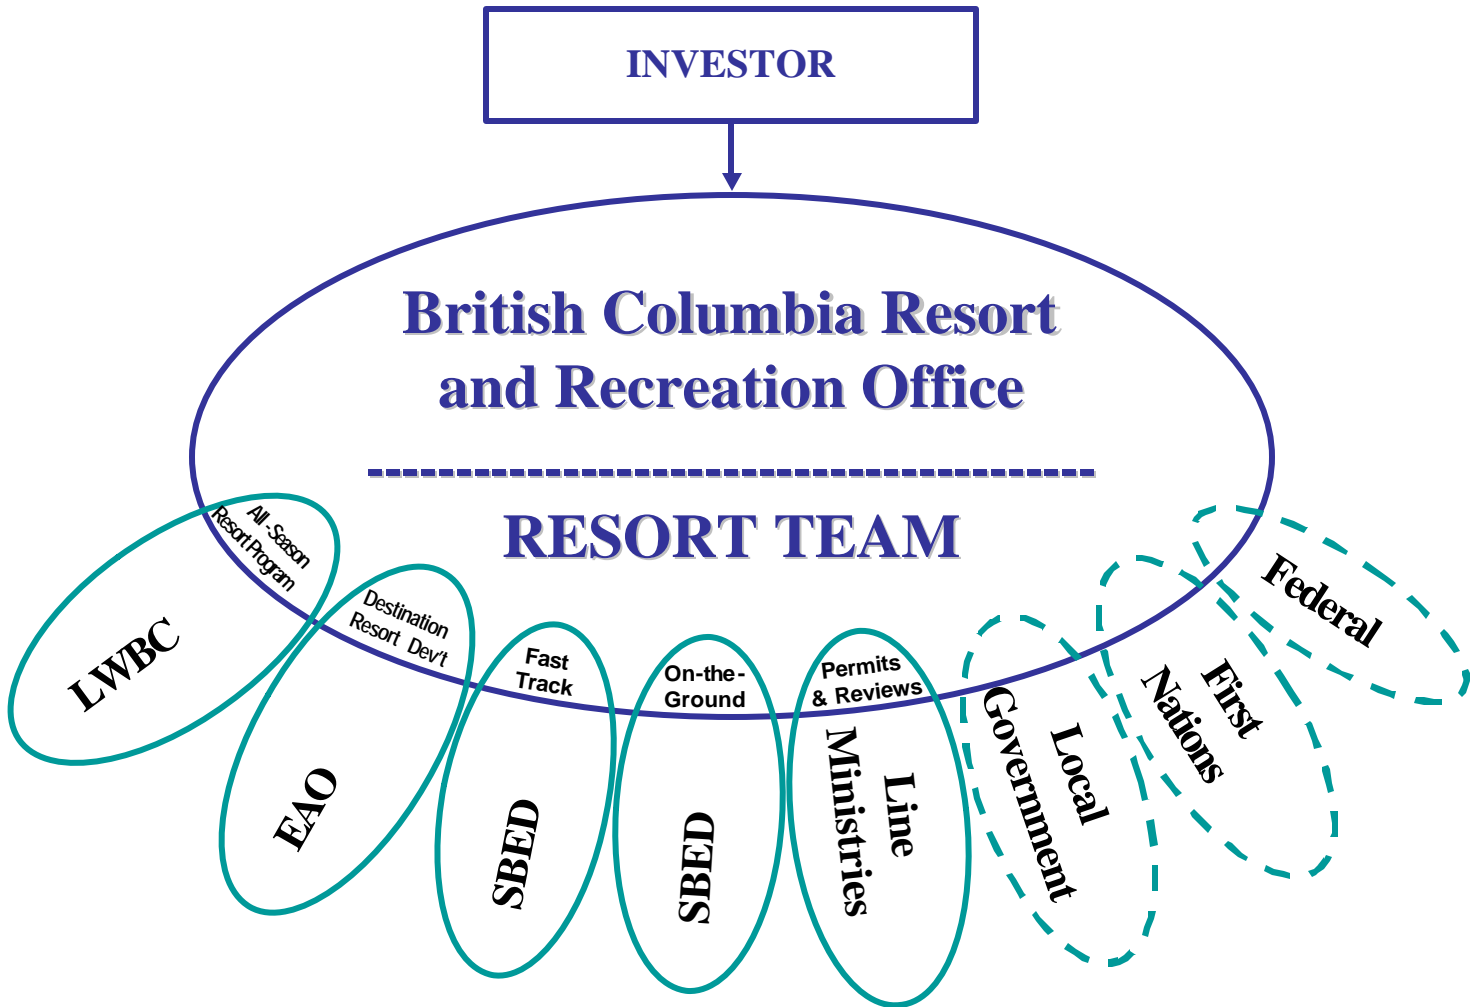 INVESTOR
British Columbia Resort
and Recreation Office
RESORT TEAM
All-Season
Resort Program
LWBC
Destination
Resort Dev't
EAO
Fast
Track
SBED
On-the-
Ground
SBED
Permits
& Reviews
Line
Ministries
Local
Government
First
Nations
Federal